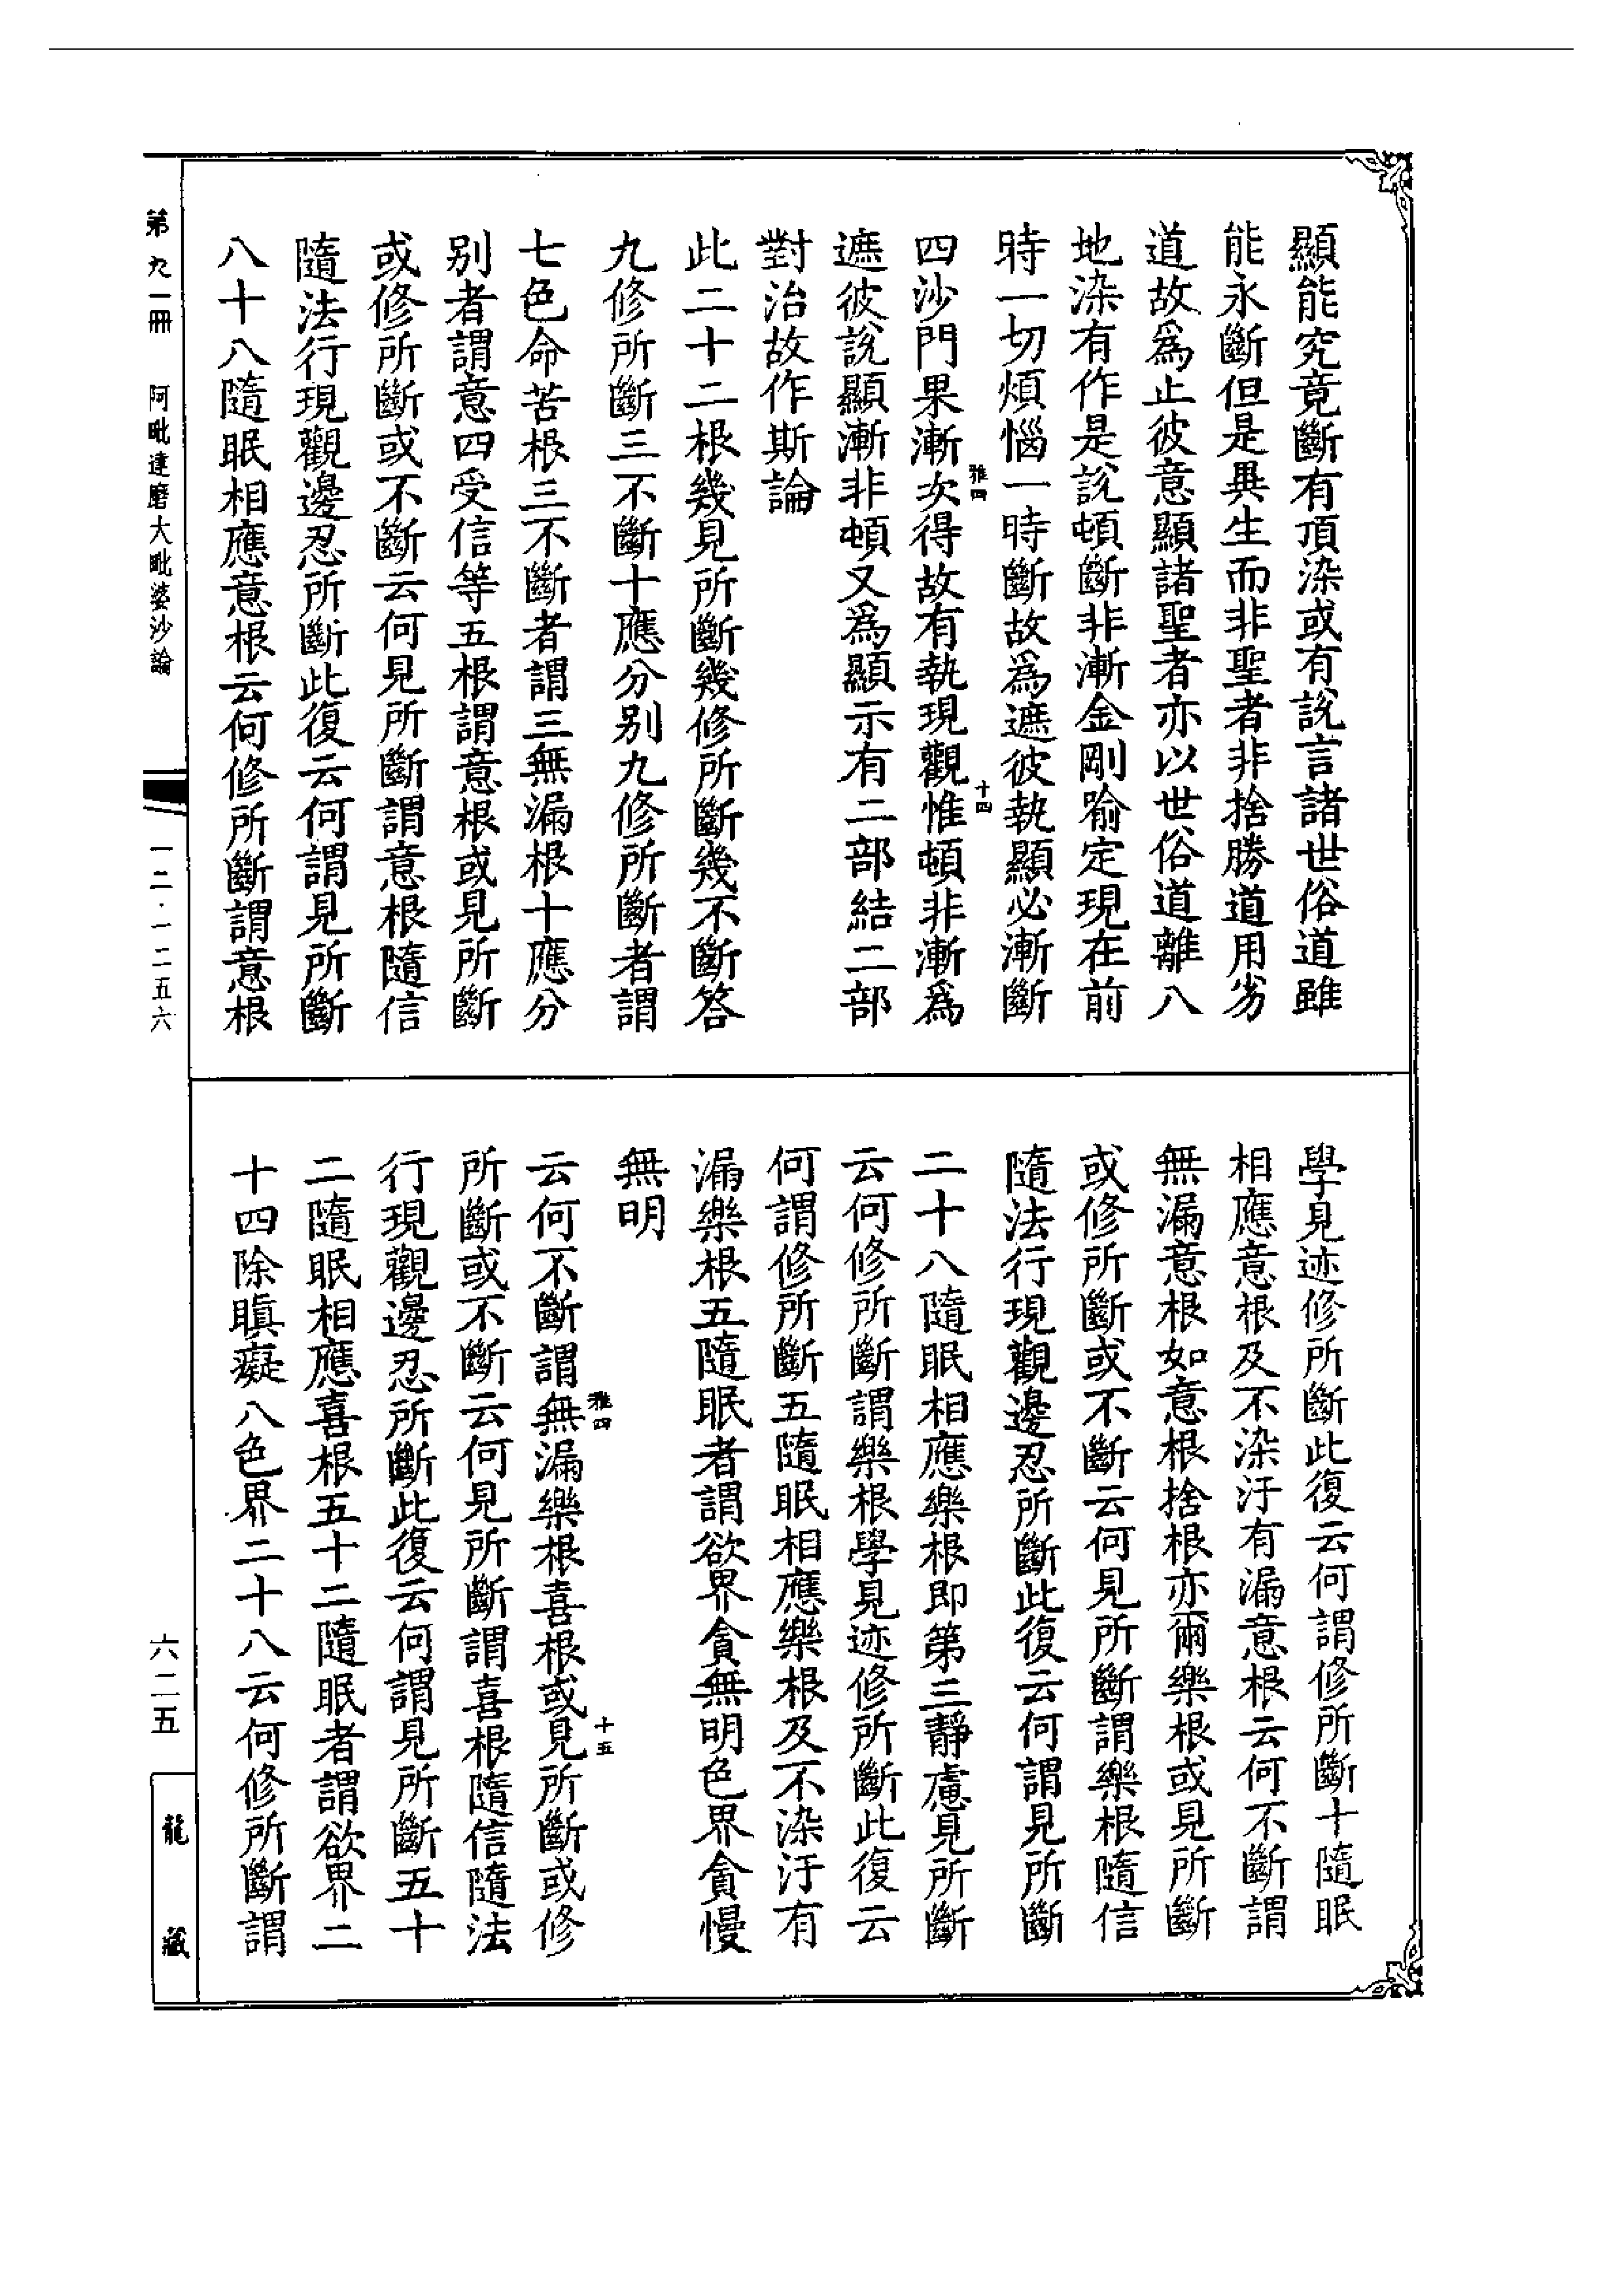 顯能究竟斷有頂染或有說言諸世俗道雖
能永斷但是異生而非聖者非捨勝道用劣
道故爲止彼意顯諸聖者亦以世俗道離八
地染有作是說頓斷非漸金剛喻定現在前
時一切煩惱一時斷故爲遮彼執顯必漸斷
雅四
十四
四沙門果漸次得故有執現觀惟頓非漸爲
遮彼說顯漸非頓又爲顯示有二部結二部
對治故作斯論
此二十二根幾見所斷幾修所斷幾不斷答
九修所斷三不斷十應分別九修所斷者謂
七色命苦根三不斷者謂三無漏根十應分
別者謂意四受信等五根謂意根或見所斷
或修所斷或不斷云何見所斷謂意根隨信
隨法行現觀邊忍所斷此復云何謂見所斷
八十八隨眠相應意根云何修所斷謂意根
學見迹修所斷此復云何謂修所斷十隨眠
相應意根及不染汙有漏意根云何不斷謂
無漏意根如意根捨根亦爾樂根或見所斷
或修所斷或不斷云何見所斷謂樂根隨信
隨法行現觀邊忍所斷此復云何謂見所斷
二十八隨眠相應樂根即第三靜慮見所斷
云何修所斷謂樂根學見迹修所斷此復云
何謂修所斷五隨眠相應樂根及不染汙有
漏樂根五隨眠者謂欲界貪無明色界貪慢
無明
雅四
十五
云何不斷謂無漏樂根喜根或見所斷或修
所斷或不斷云何見所斷謂喜根隨信隨法
行現觀邊忍所斷此復云何謂見所斷五十
二隨眠相應喜根五十二隨眠者謂欲界二
十四除瞋癡八色界二十八云何修所斷謂
第九一冊 阿毗達磨大毗婆沙論
一二·一二五六
六二五
龍藏